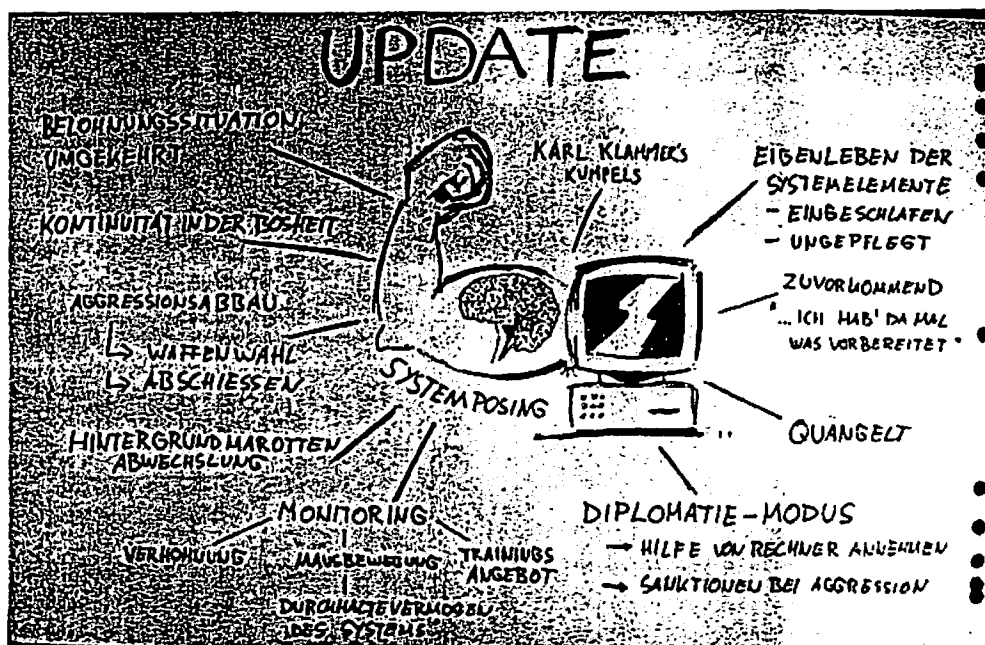 UPDATE
BELOHNUNGSSITUATION
UMGEKEHRT
KONTINUITÄT IN DER BOSHEIT
AGGRESSIONSABBAU
↳ WAFFENWAHL
↳ ABSCHIESSEN
HINTERGRUNDMAROTTEN
ABWECHSLUNG
SYSTEMPOSING
MONITORING
VERHÖHNUNG
MAUSBEWEGUNG
DURCHHALTEVERMÖGEN
DES SYSTEMS
TRAININGS
ANGEBOT
KARL KLAMMER'S
KUMPELS
EIGENLEBEN DER
SYSTEMELEMENTE
- EINGESCHLAFEN
- UNGEPFLEGT
ZUVORKOMMEND
"...ICH HAB' DA MAL
WAS VORBEREITET"
QUANGELT
DIPLOMATIE-MODUS
→ HILFE VON RECHNER ANNEHMEN
→ SANKTIONEN BEI AGGRESSION